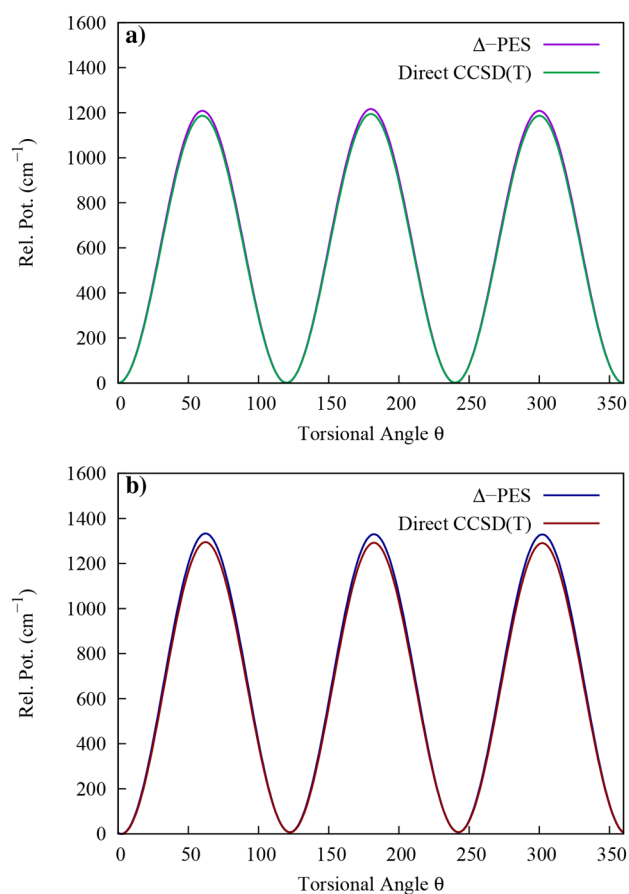 a)
Δ−PES
Direct CCSD(T)
Rel. Pot. (cm⁻¹)
1600
1400
1200
1000
800
600
400
200
0
0 50 100 150 200 250 300 350
Torsional Angle θ
b)
Δ−PES
Direct CCSD(T)
Rel. Pot. (cm⁻¹)
1600
1400
1200
1000
800
600
400
200
0
0 50 100 150 200 250 300 350
Torsional Angle θ